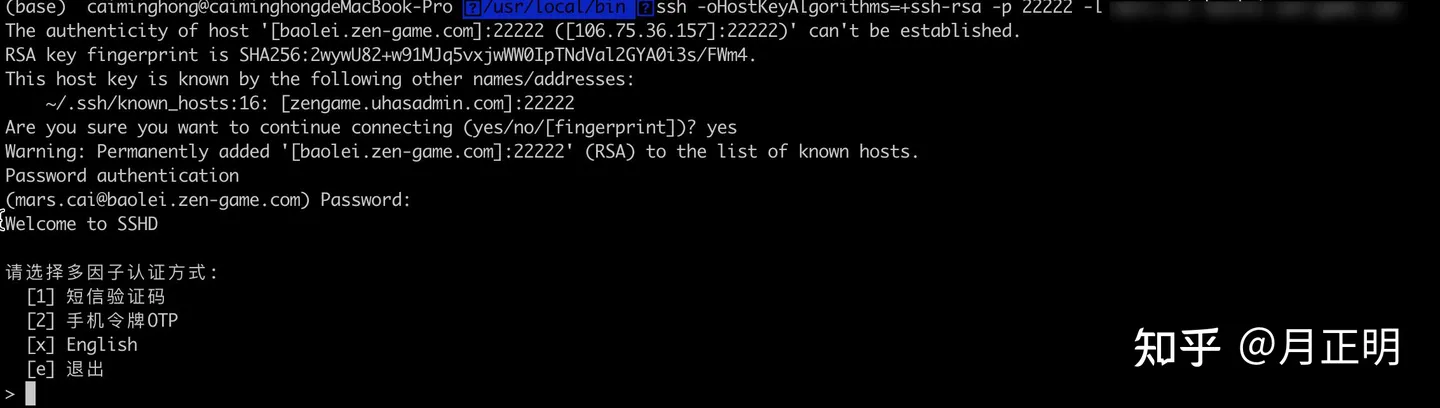 (base) caiminghong@caiminghongdeMacBook-Pro /usr/local/bin ssh -oHostKeyAlgorithms=+ssh-rsa -p 22222 -l
The authenticity of host '[baolei.zen-game.com]:22222 ([106.75.36.157]:22222)' can't be established.
RSA key fingerprint is SHA256:2wywU82+w91MJq5vxjwWW0IpTNdVal2GYA0i3s/FWm4.
This host key is known by the following other names/addresses:
~/.ssh/known_hosts:16: [zengame.uhasadmin.com]:22222
Are you sure you want to continue connecting (yes/no/[fingerprint])? yes
Warning: Permanently added '[baolei.zen-game.com]:22222' (RSA) to the list of known hosts.
Password authentication
(mars.cai@baolei.zen-game.com) Password:
Welcome to SSHD
请选择多因子认证方式:
[1] 短信验证码
[2] 手机令牌OTP
[x] English
[e] 退出
>
知乎 @月正明